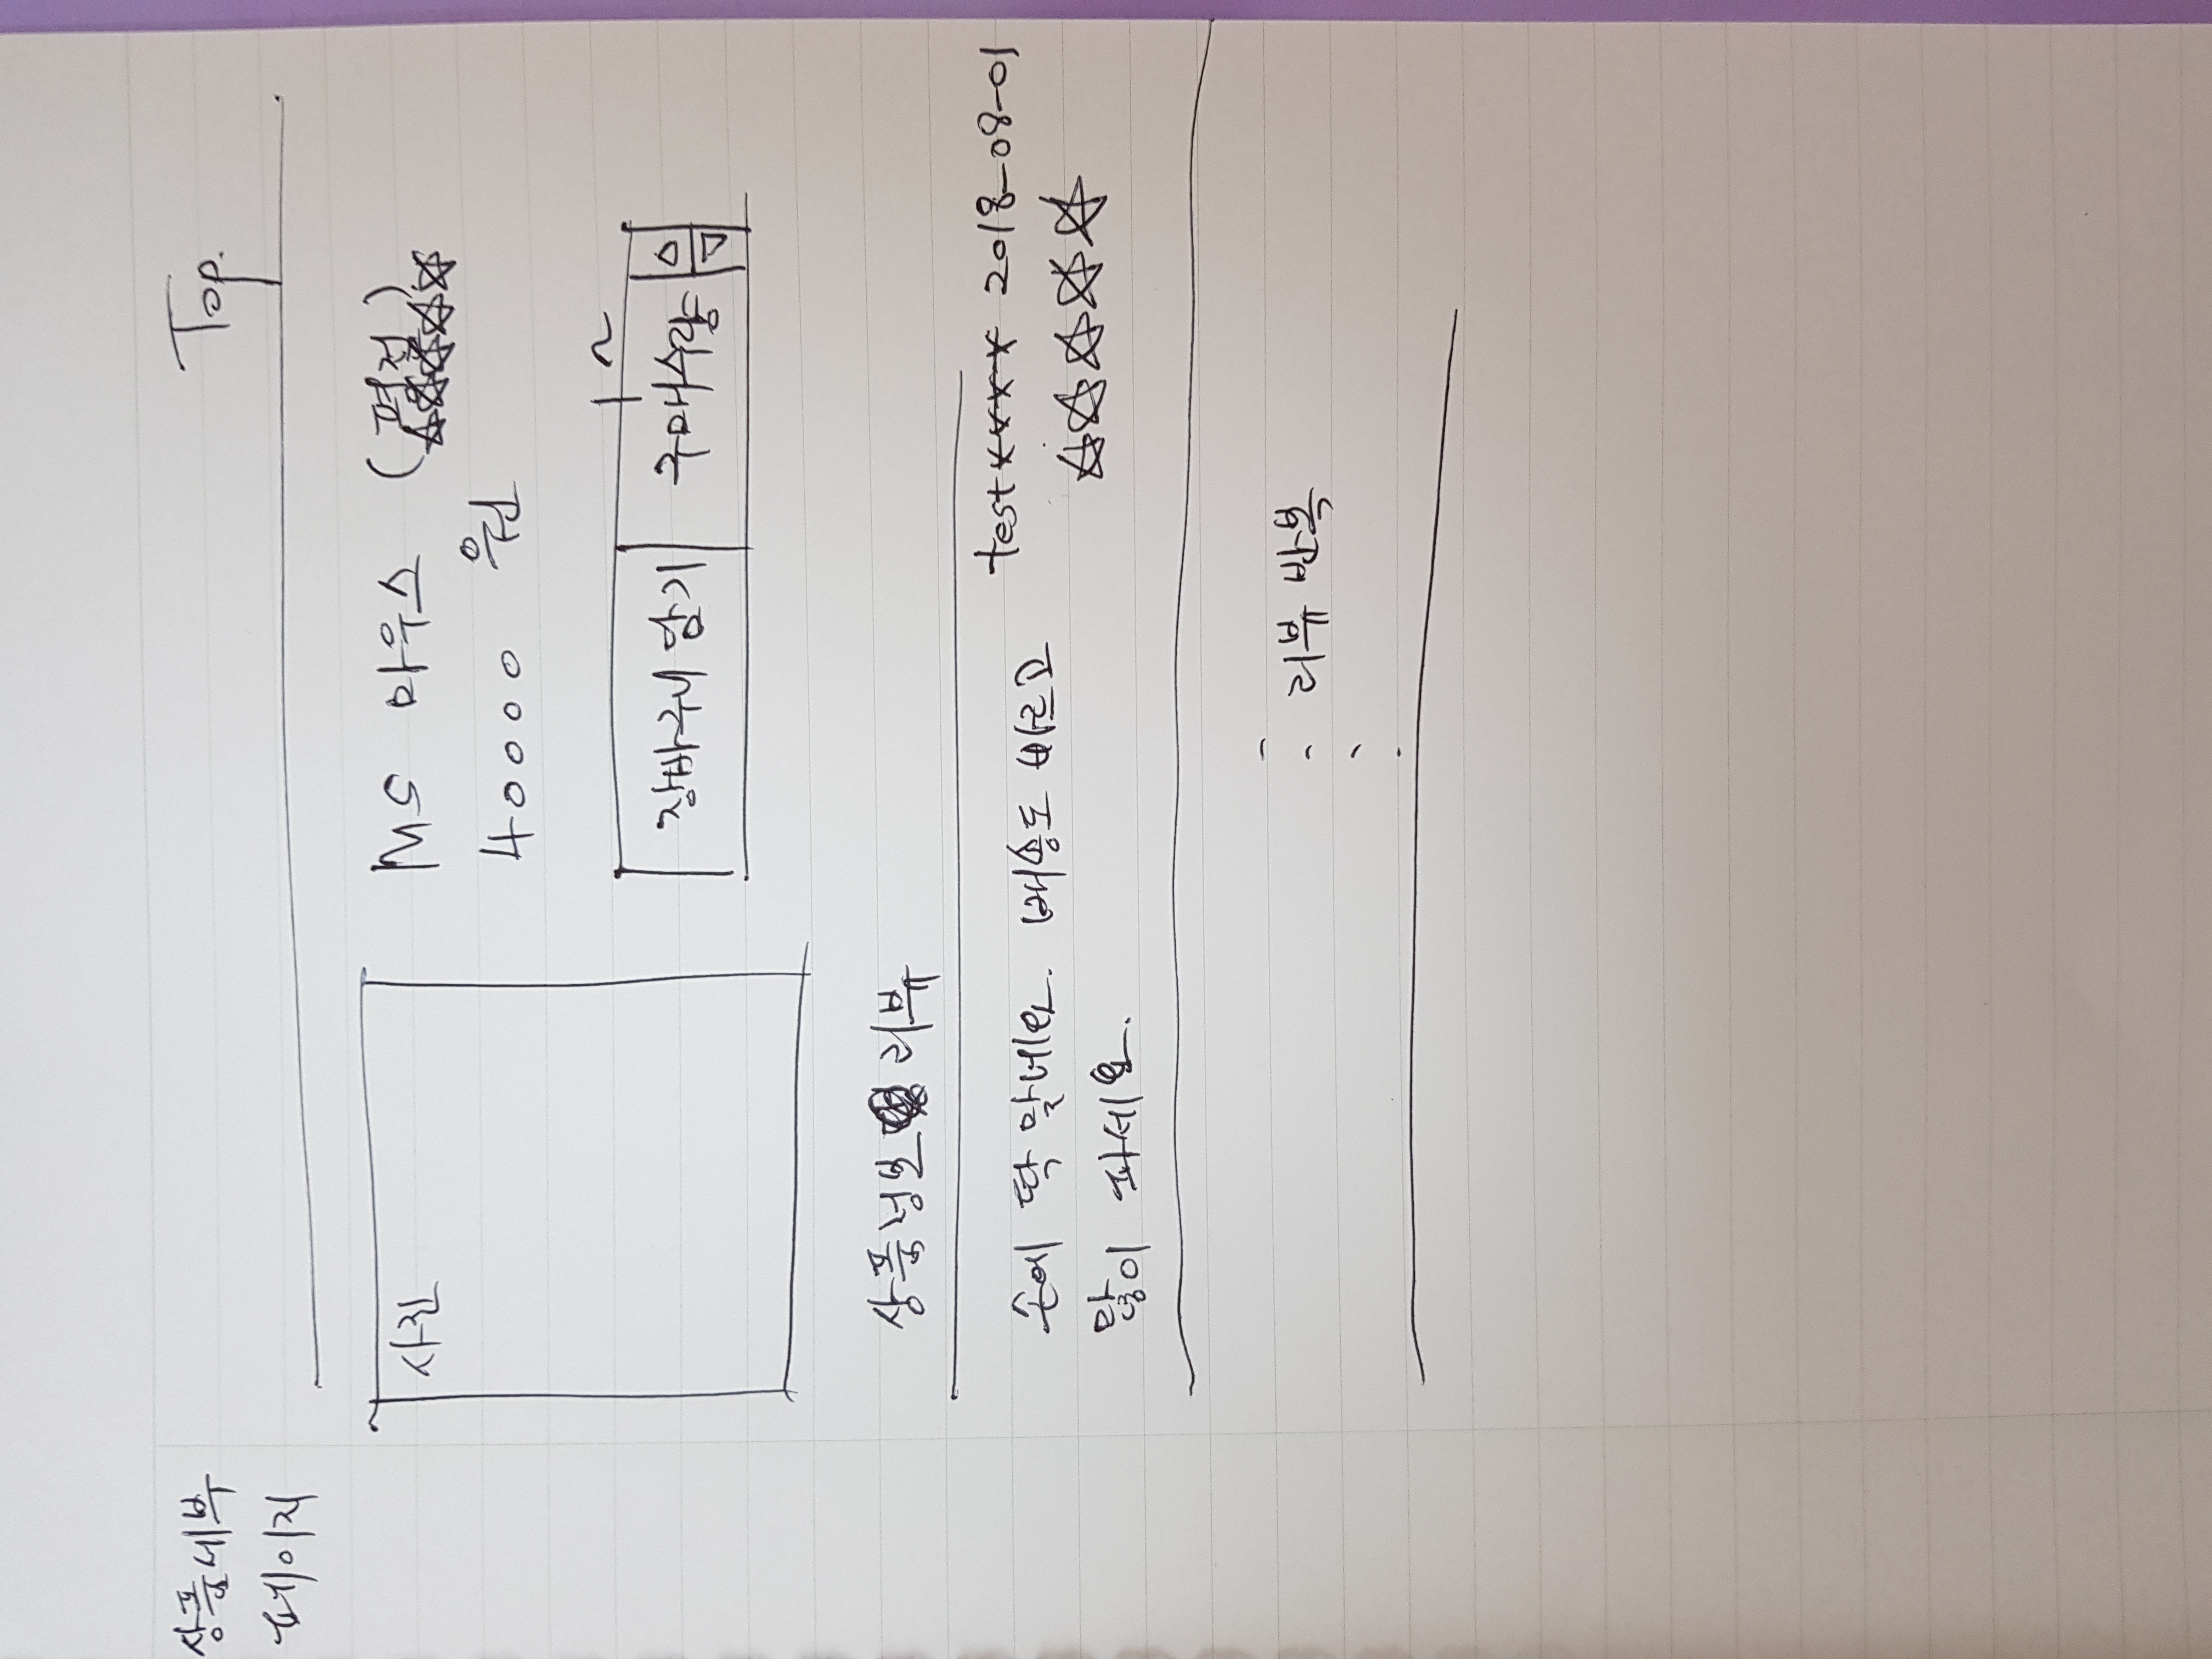 상품세부
페이지
Top.
사진
MS 마우스 (평점)
☆☆☆☆☆
40000 원
1 ~
장바구니 담기 구매수량
상품정보 리뷰
손에 딱 맞네요. 배송도 빠르고
많이 파세요.
test**** 2018-08-01
☆☆☆☆☆
리뷰 반복